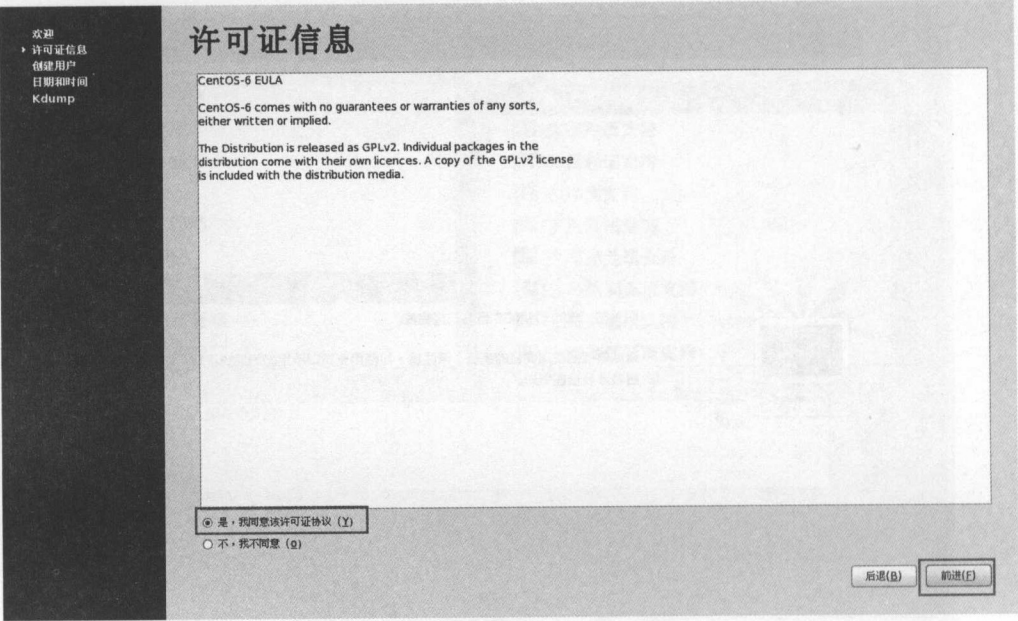 欢迎
许可证信息
创建用户
日期和时间
Kdump
许可证信息
CentOS-6 EULA
CentOS-6 comes with no guarantees or warranties of any sorts,
either written or implied.
The Distribution is released as GPLv2. Individual packages in the
distribution come with their own licences. A copy of the GPLv2 license
is included with the distribution media.
是，我同意该许可证协议（Y）
不，我不同意（o）
后退(B)
前进(F)